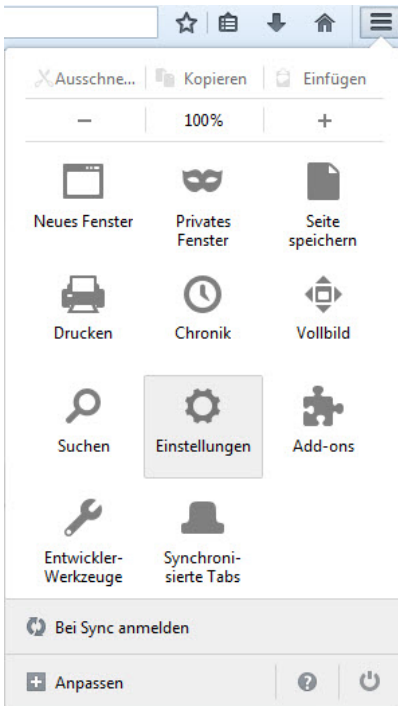 Ausschne... Kopieren Einfügen
− 100% +
Neues Fenster Privates Fenster Seite speichern
Drucken Chronik Vollbild
Suchen Einstellungen Add-ons
Entwickler-Werkzeuge Synchroni-sierte Tabs
Bei Sync anmelden
Anpassen ?